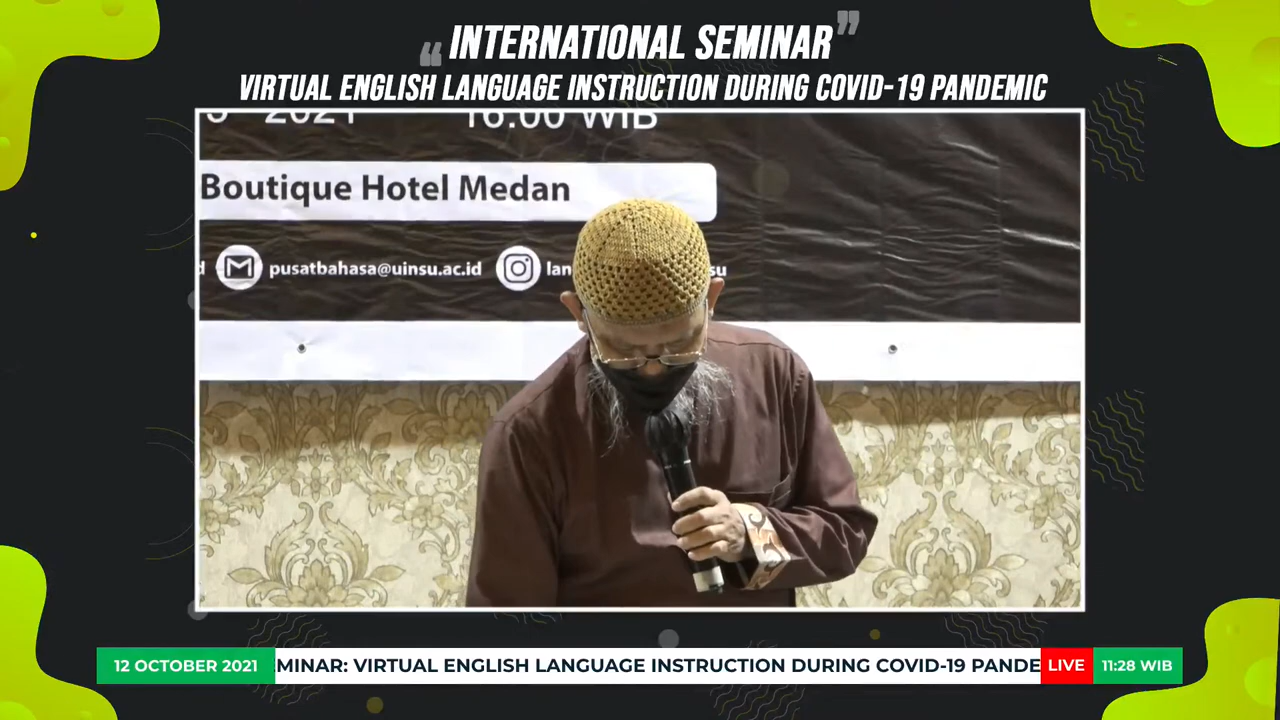 “ INTERNATIONAL SEMINAR ”
VIRTUAL ENGLISH LANGUAGE INSTRUCTION DURING COVID-19 PANDEMIC
2021 16.00 WIB
Boutique Hotel Medan
pusatbahasa@uinsu.ac.id
12 OCTOBER 2021 MINAR: VIRTUAL ENGLISH LANGUAGE INSTRUCTION DURING COVID-19 PANDE LIVE 11:28 WIB